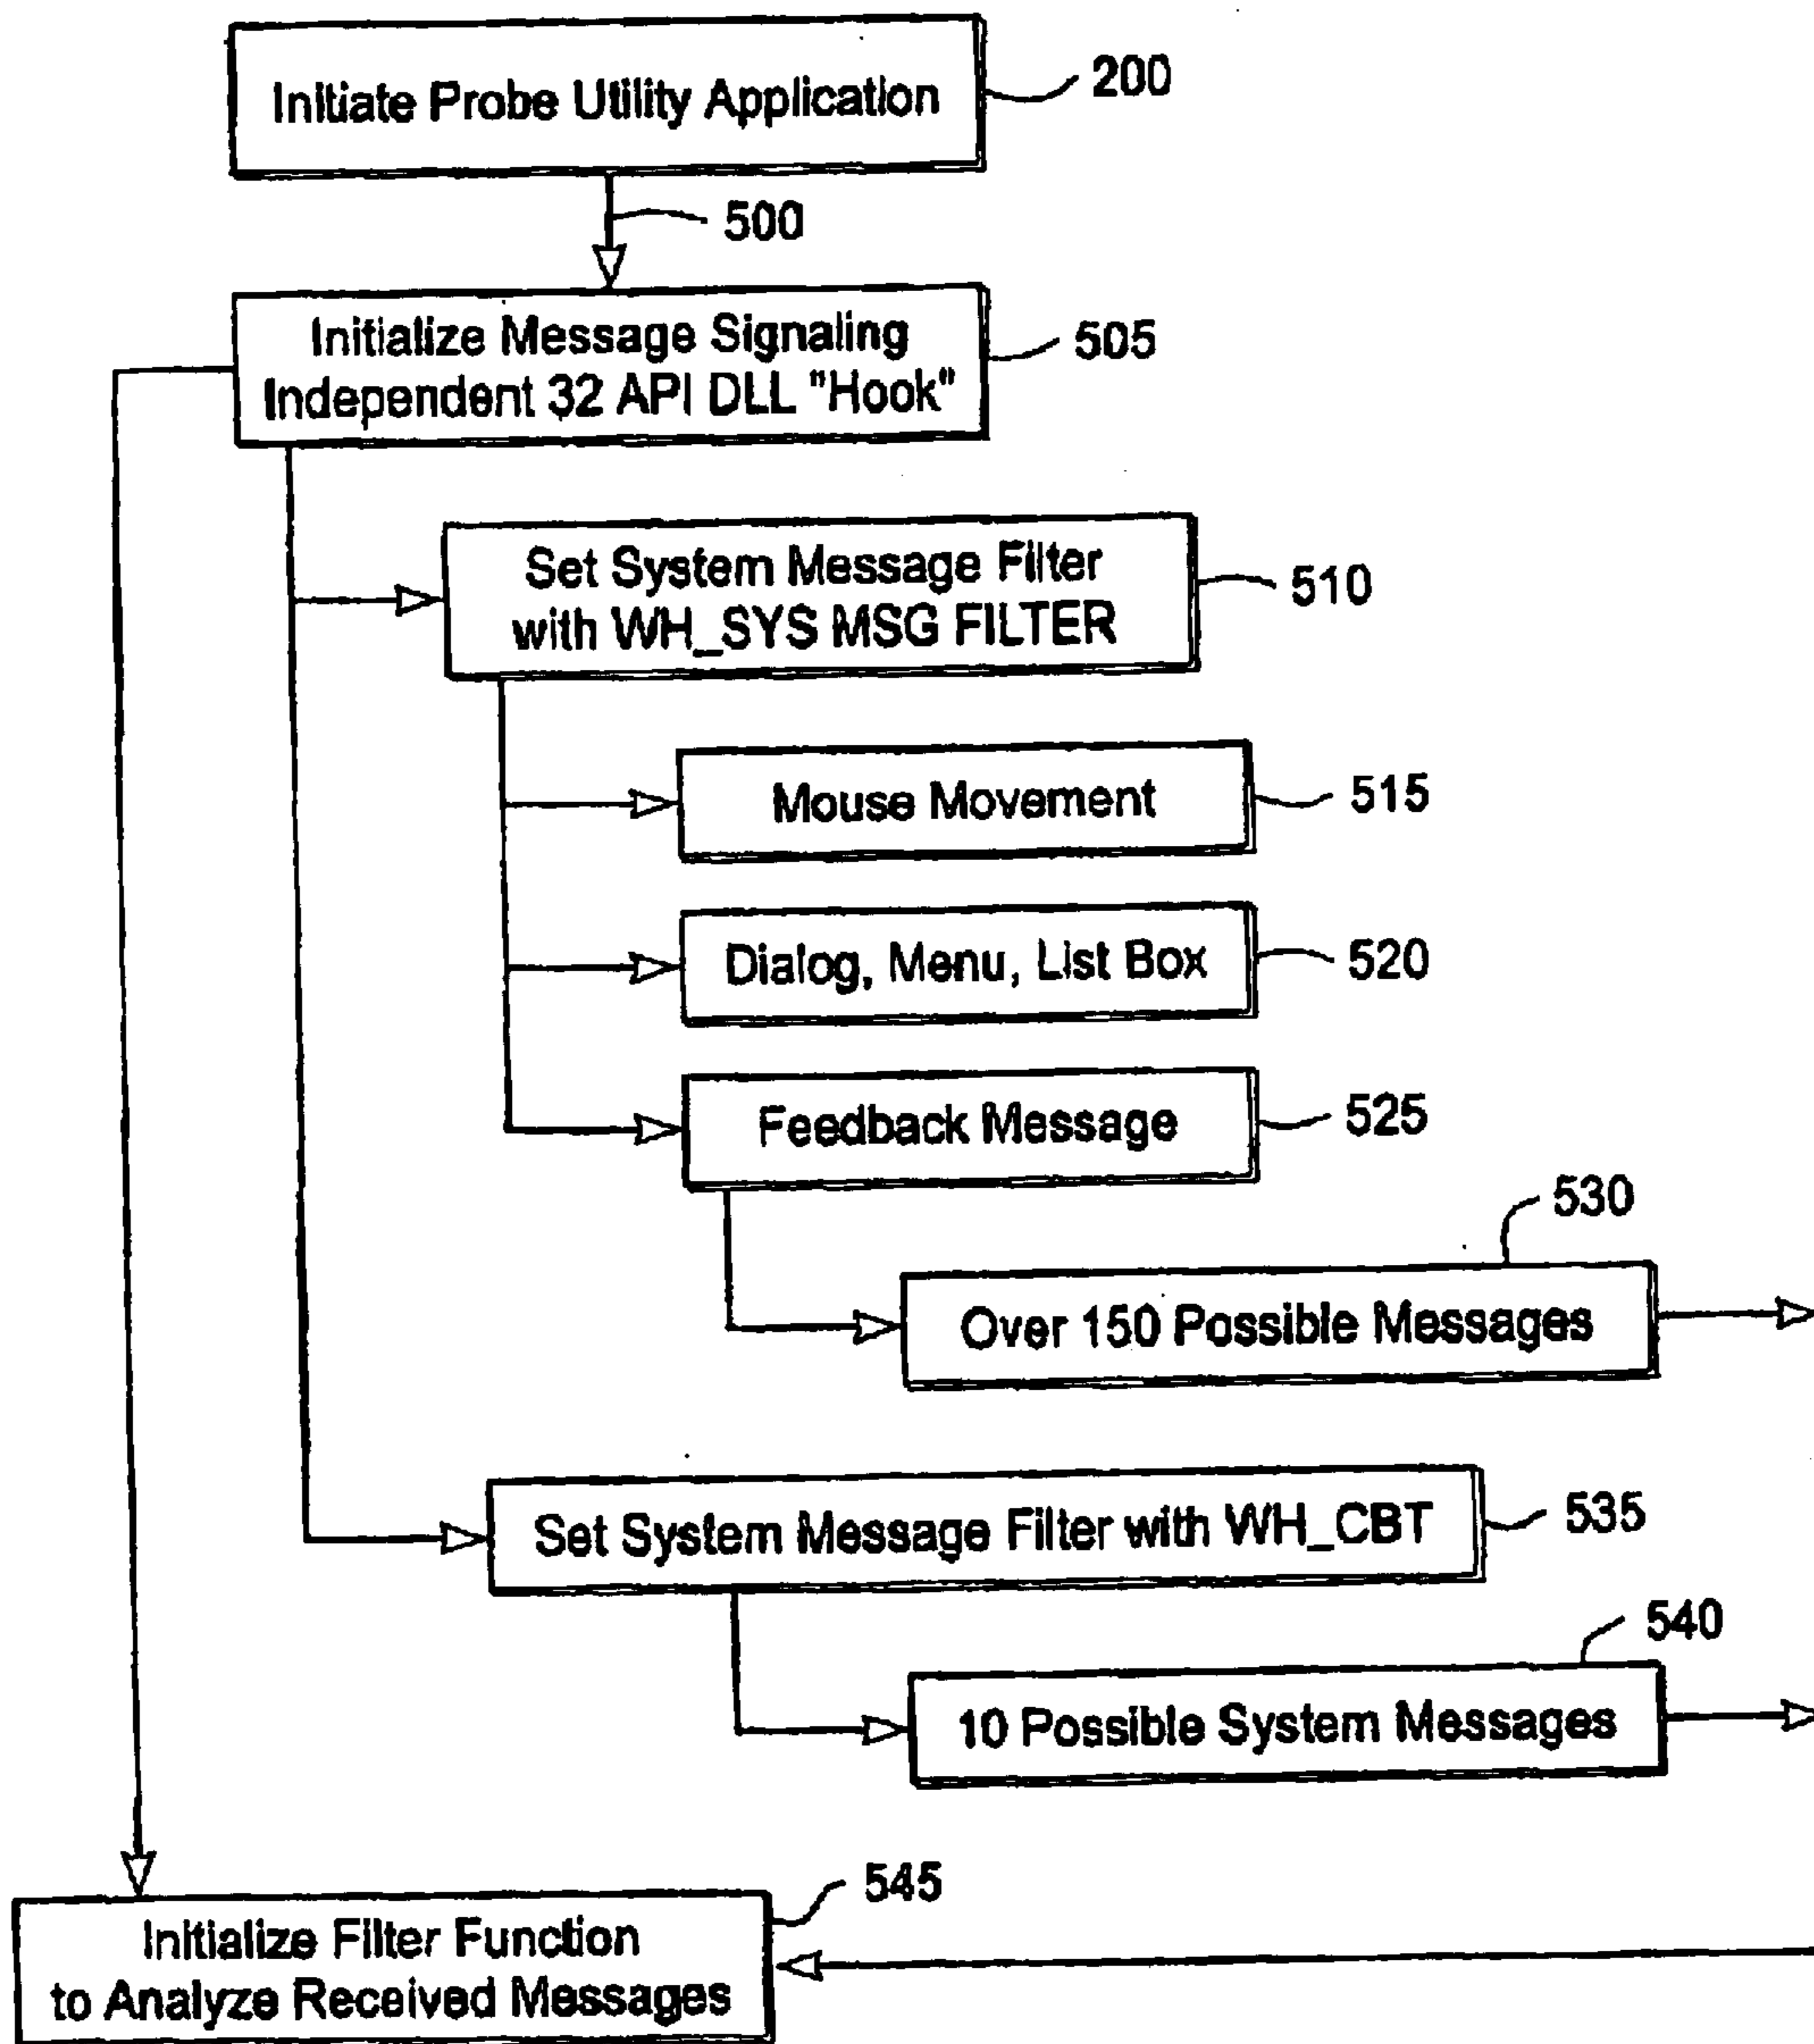 Initiate Probe Utility Application
200
500
Initialize Message Signaling
Independent 32 API DLL "Hook"
505
Set System Message Filter
with WH_SYS MSG FILTER
510
Mouse Movement
515
Dialog, Menu, List Box
520
Feedback Message
525
530
Over 150 Possible Messages
Set System Message Filter with WH_CBT
535
540
10 Possible System Messages
545
Initialize Filter Function
to Analyze Received Messages